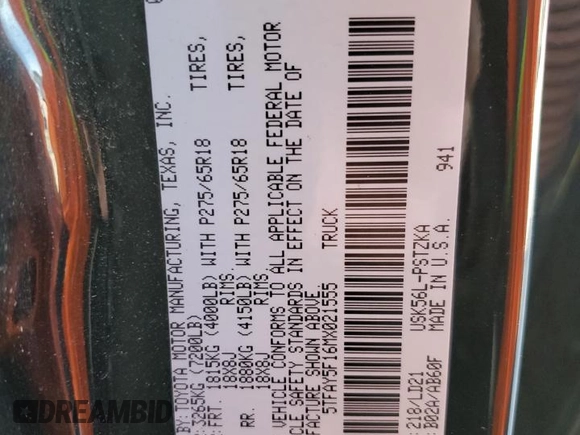 BY: TOYOTA MOTOR MANUFACTURING, TEXAS, INC.
: 3265KG (7200LB)
: FRT. 1815KG (4000LB) WITH P275/65R18 TIRES,
18X8J RIMS.
RR. 1880KG (4150LB) WITH P275/65R18 TIRES,
18X8J RIMS.
VEHICLE CONFORMS TO ALL APPLICABLE FEDERAL MOTOR
CLE SAFETY STANDARDS IN EFFECT ON THE DATE OF
FACTURE SHOWN ABOVE.
5TFAY5F16MX021555 TRUCK
218/LD21 USK56L-PSTZKA 941
B02A/AB60F MADE IN U.S.A.
BIDCARS HISTORY